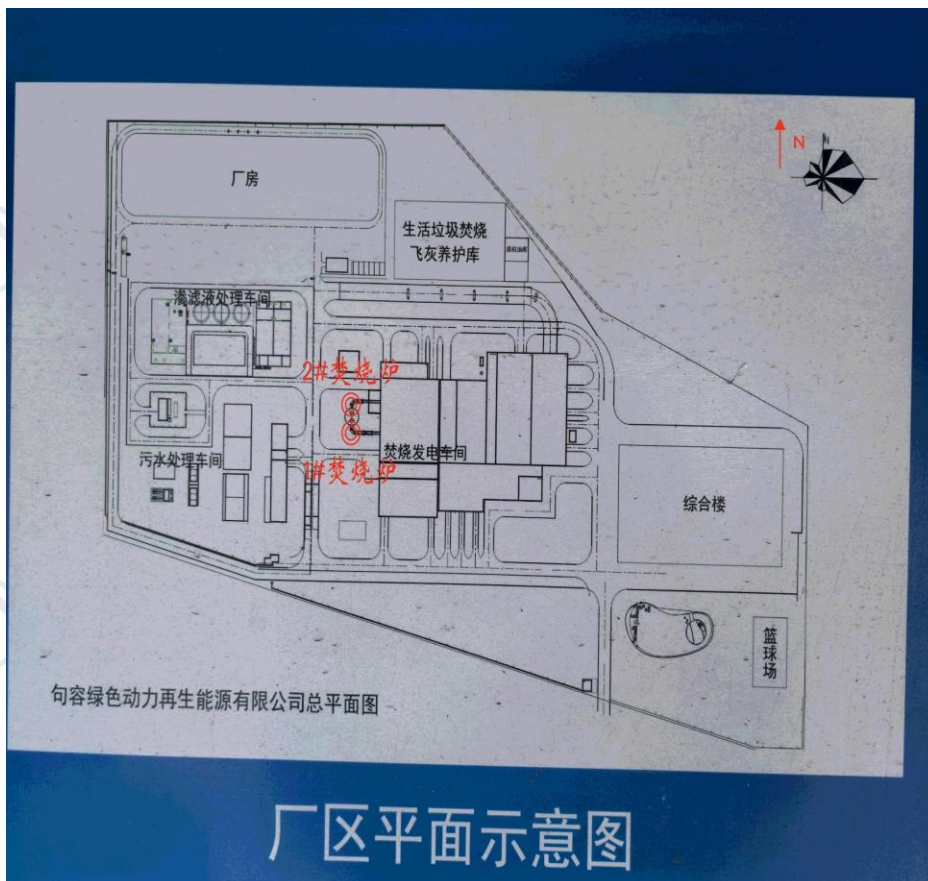 N
厂房
生活垃圾焚烧
飞灰养护库
渗滤液处理车间
2#焚烧炉
焚烧发电车间
污水处理车间
1#焚烧炉
综合楼
篮球场
句容绿色动力再生能源有限公司总平面图
厂区平面示意图